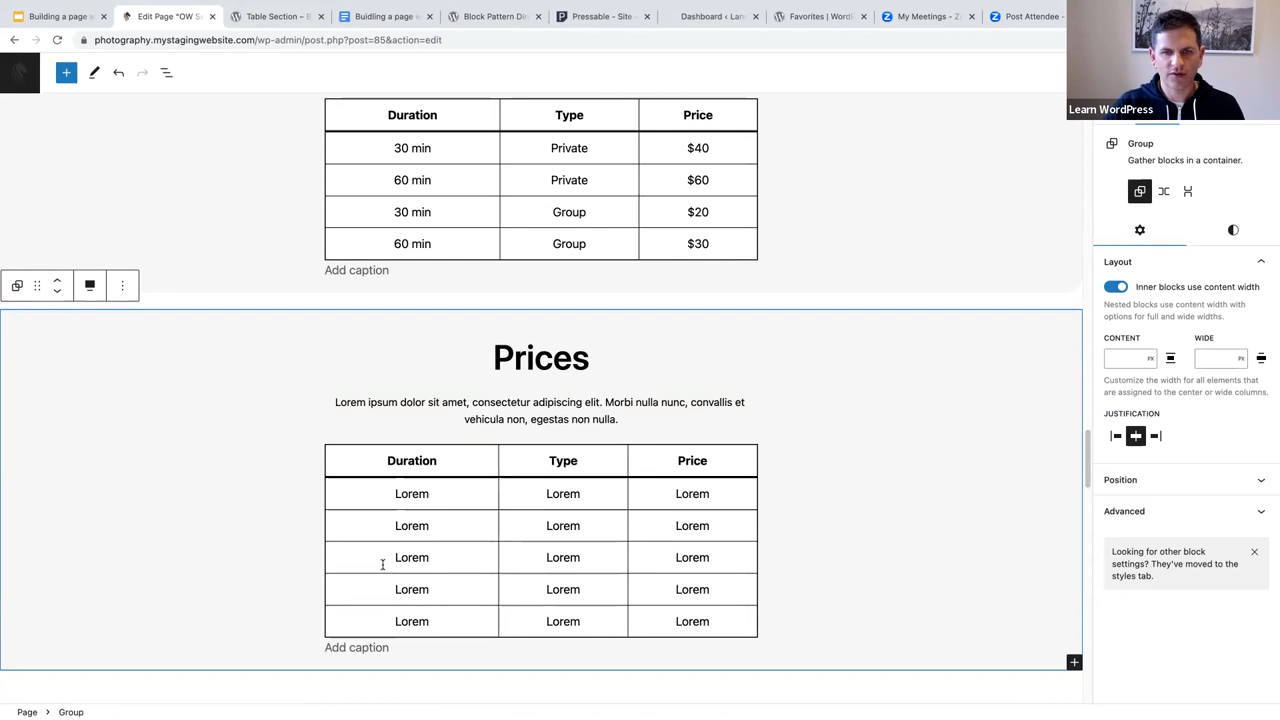 Building a page w
Edit Page "OW S
Table Section – B
Buidling a page w
Block Pattern Dir
Pressable - Site -
Dashboard ‹ Lan
Favorites | WordP
My Meetings - Z
Post Attendee -
photography.mystagingwebsite.com/wp-admin/post.php?post=85&action=edit
Learn WordPress
Duration Type Price
30 min Private $40
60 min Private $60
30 min Group $20
60 min Group $30
Add caption
Prices
Lorem ipsum dolor sit amet, consectetur adipiscing elit. Morbi nulla nunc, convallis et
vehicula non, egestas non nulla.
Duration Type Price
Lorem Lorem Lorem
Lorem Lorem Lorem
Lorem Lorem Lorem
Lorem Lorem Lorem
Lorem Lorem Lorem
Add caption
Group
Gather blocks in a container.
Layout
Inner blocks use content width
Nested blocks use content width with
options for full and wide widths.
CONTENT WIDE
PX PX
Customize the width for all elements that
are assigned to the center or wide columns.
JUSTIFICATION
Position
Advanced
Looking for other block
settings? They've moved to the
styles tab.
Page > Group